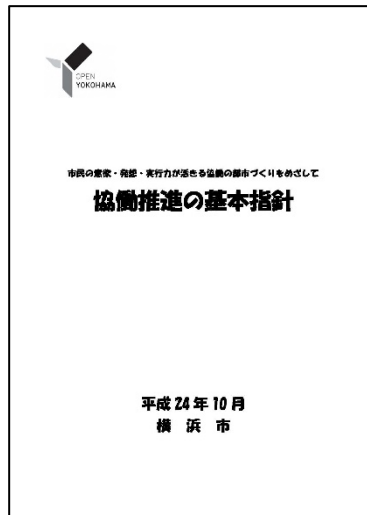 OPEN
YOKOHAMA
市民の意欲・発想・実行力が活きる協働の都市づくりをめざして
協働推進の基本指針
平成24年10月
横 浜 市